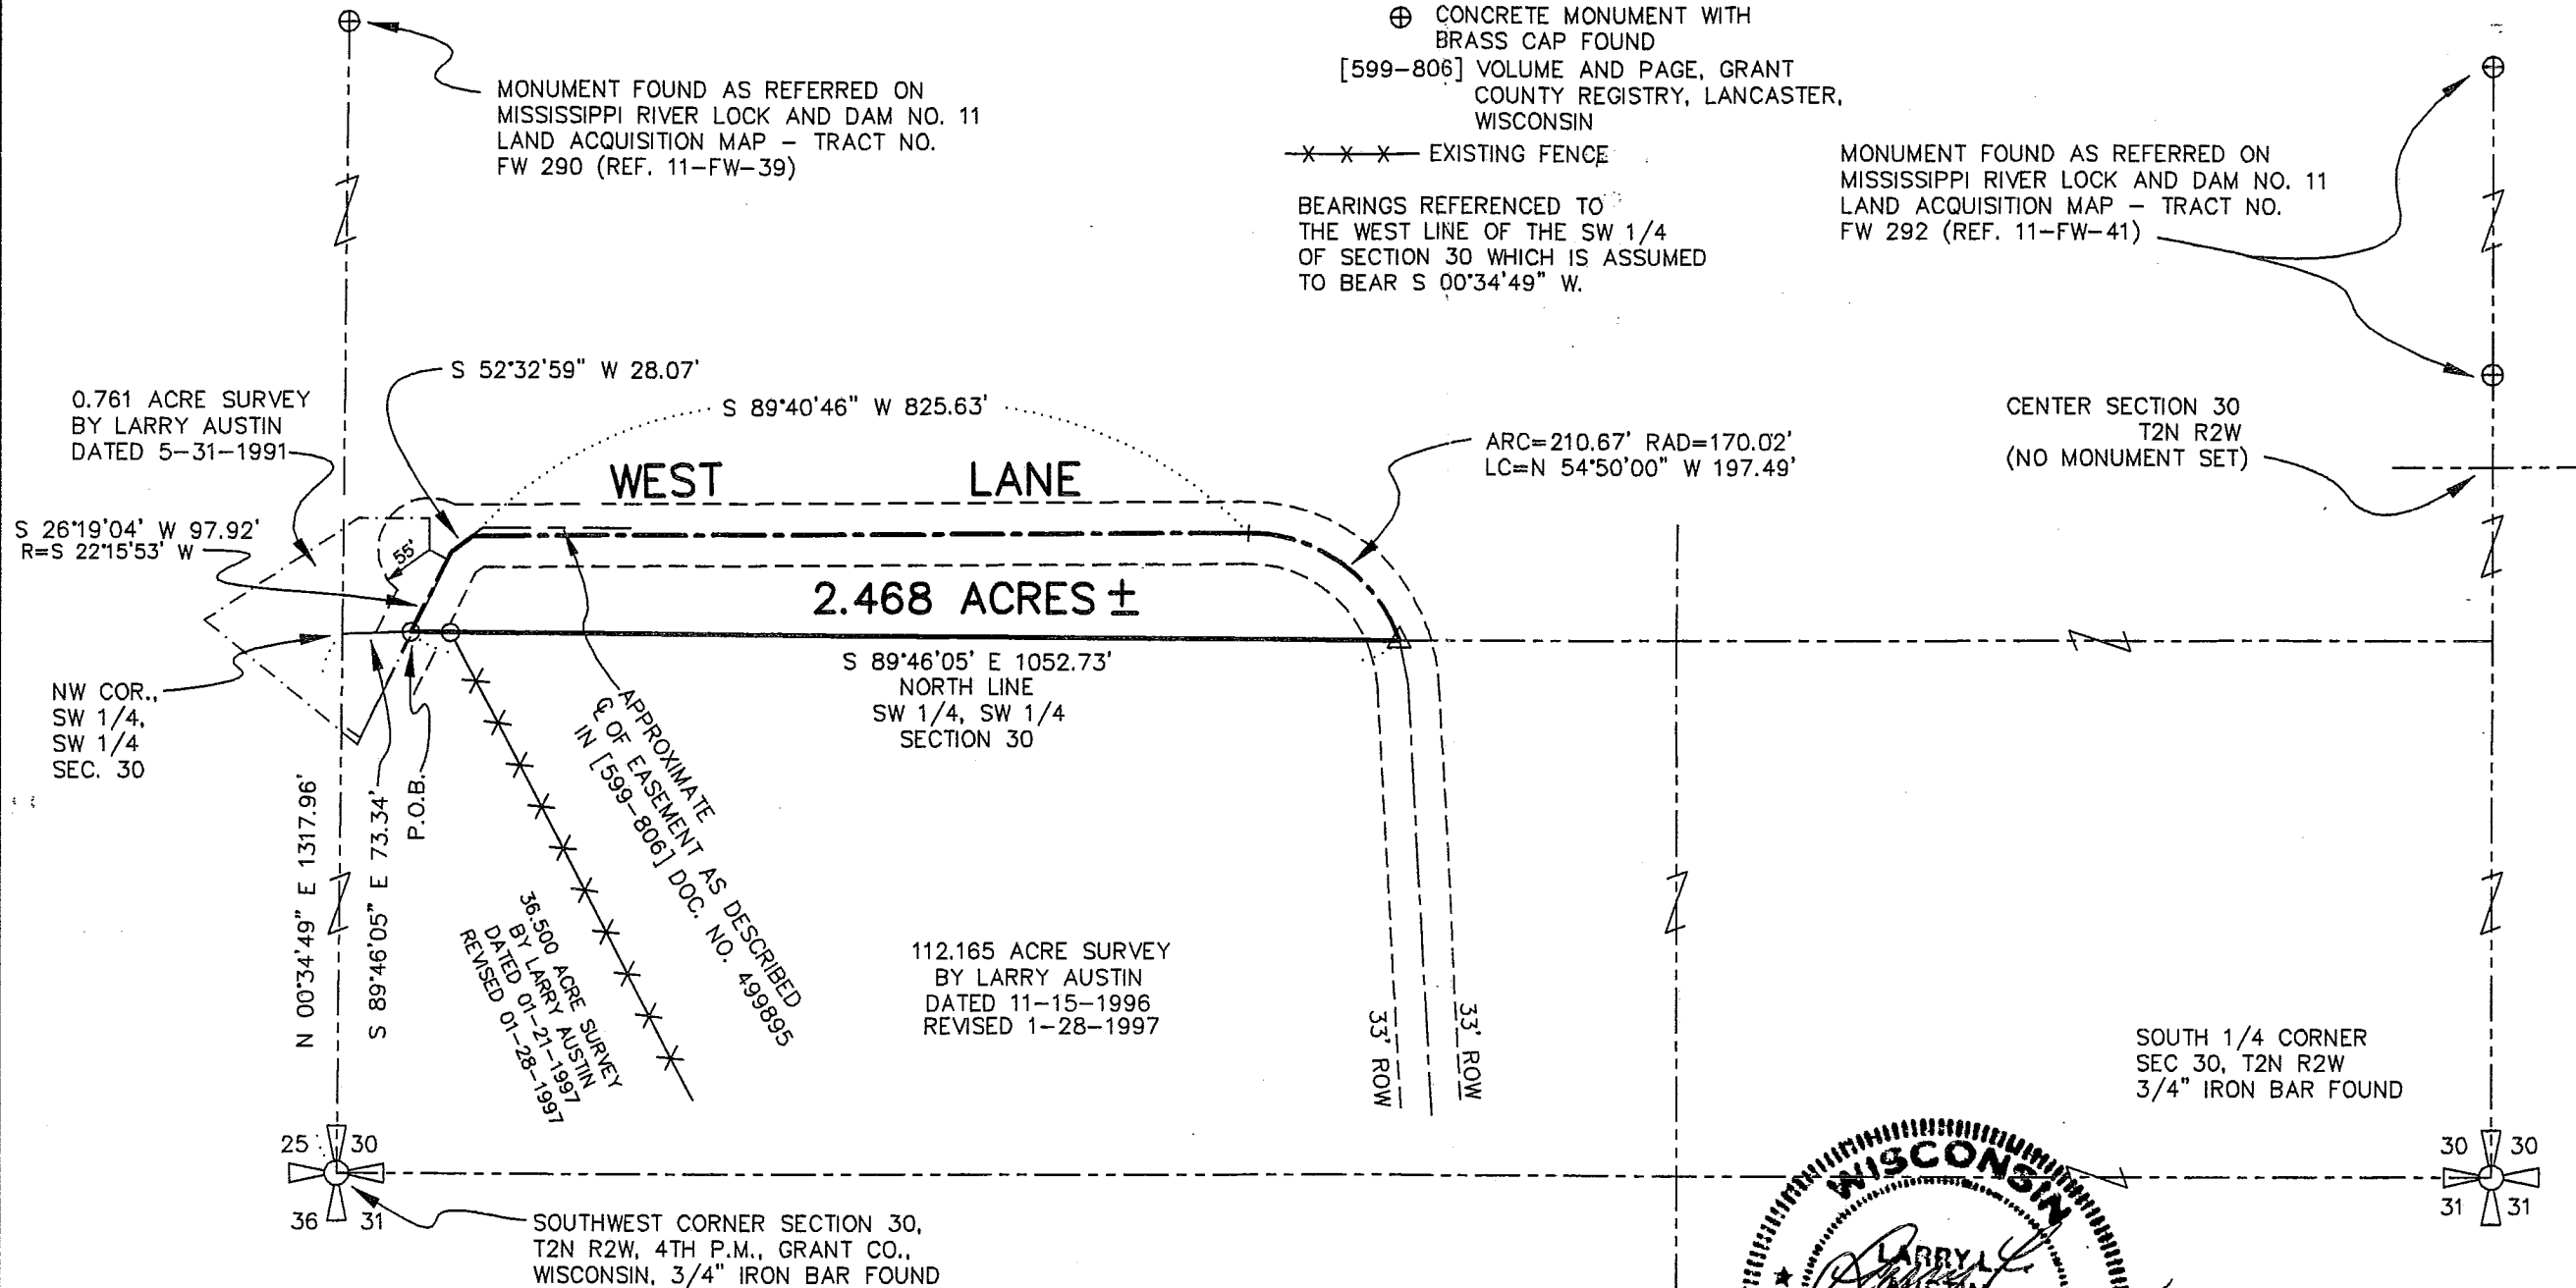 CONCRETE MONUMENT WITH
BRASS CAP FOUND
[599-806] VOLUME AND PAGE, GRANT
COUNTY REGISTRY, LANCASTER,
WISCONSIN
-X-X-X- EXISTING FENCE
BEARINGS REFERENCED TO
THE WEST LINE OF THE SW 1/4
OF SECTION 30 WHICH IS ASSUMED
TO BEAR S 00°34'49" W.
MONUMENT FOUND AS REFERRED ON
MISSISSIPPI RIVER LOCK AND DAM NO. 11
LAND ACQUISITION MAP - TRACT NO.
FW 290 (REF. 11-FW-39)
MONUMENT FOUND AS REFERRED ON
MISSISSIPPI RIVER LOCK AND DAM NO. 11
LAND ACQUISITION MAP - TRACT NO.
FW 292 (REF. 11-FW-41)
S 52°32'59" W 28.07'
0.761 ACRE SURVEY
BY LARRY AUSTIN
DATED 5-31-1991
S 89°40'46" W 825.63'
ARC=210.67' RAD=170.02'
LC=N 54°50'00" W 197.49'
CENTER SECTION 30
T2N R2W
(NO MONUMENT SET)
WEST LANE
S 26°19'04' W 97.92'
R=S 22°15'53' W
55'
2.468 ACRES ±
S 89°46'05' E 1052.73'
NORTH LINE
SW 1/4, SW 1/4
SECTION 30
NW COR.,
SW 1/4,
SW 1/4
SEC. 30
N 00°34'49" E 1317.96'
S 89°46'05" E 73.34'
P.O.B.
APPROXIMATE
℄ OF EASEMENT AS DESCRIBED
IN [599-806] DOC. NO. 499895
36.500 ACRE SURVEY
BY LARRY AUSTIN
DATED 01-21-1997
REVISED 01-28-1997
112.165 ACRE SURVEY
BY LARRY AUSTIN
DATED 11-15-1996
REVISED 1-28-1997
33' ROW
33' ROW
SOUTH 1/4 CORNER
SEC 30, T2N R2W
3/4" IRON BAR FOUND
25 30
36 31
30 30
31 31
SOUTHWEST CORNER SECTION 30,
T2N R2W, 4TH P.M., GRANT CO.,
WISCONSIN, 3/4" IRON BAR FOUND
WISCONSIN
LARRY L.